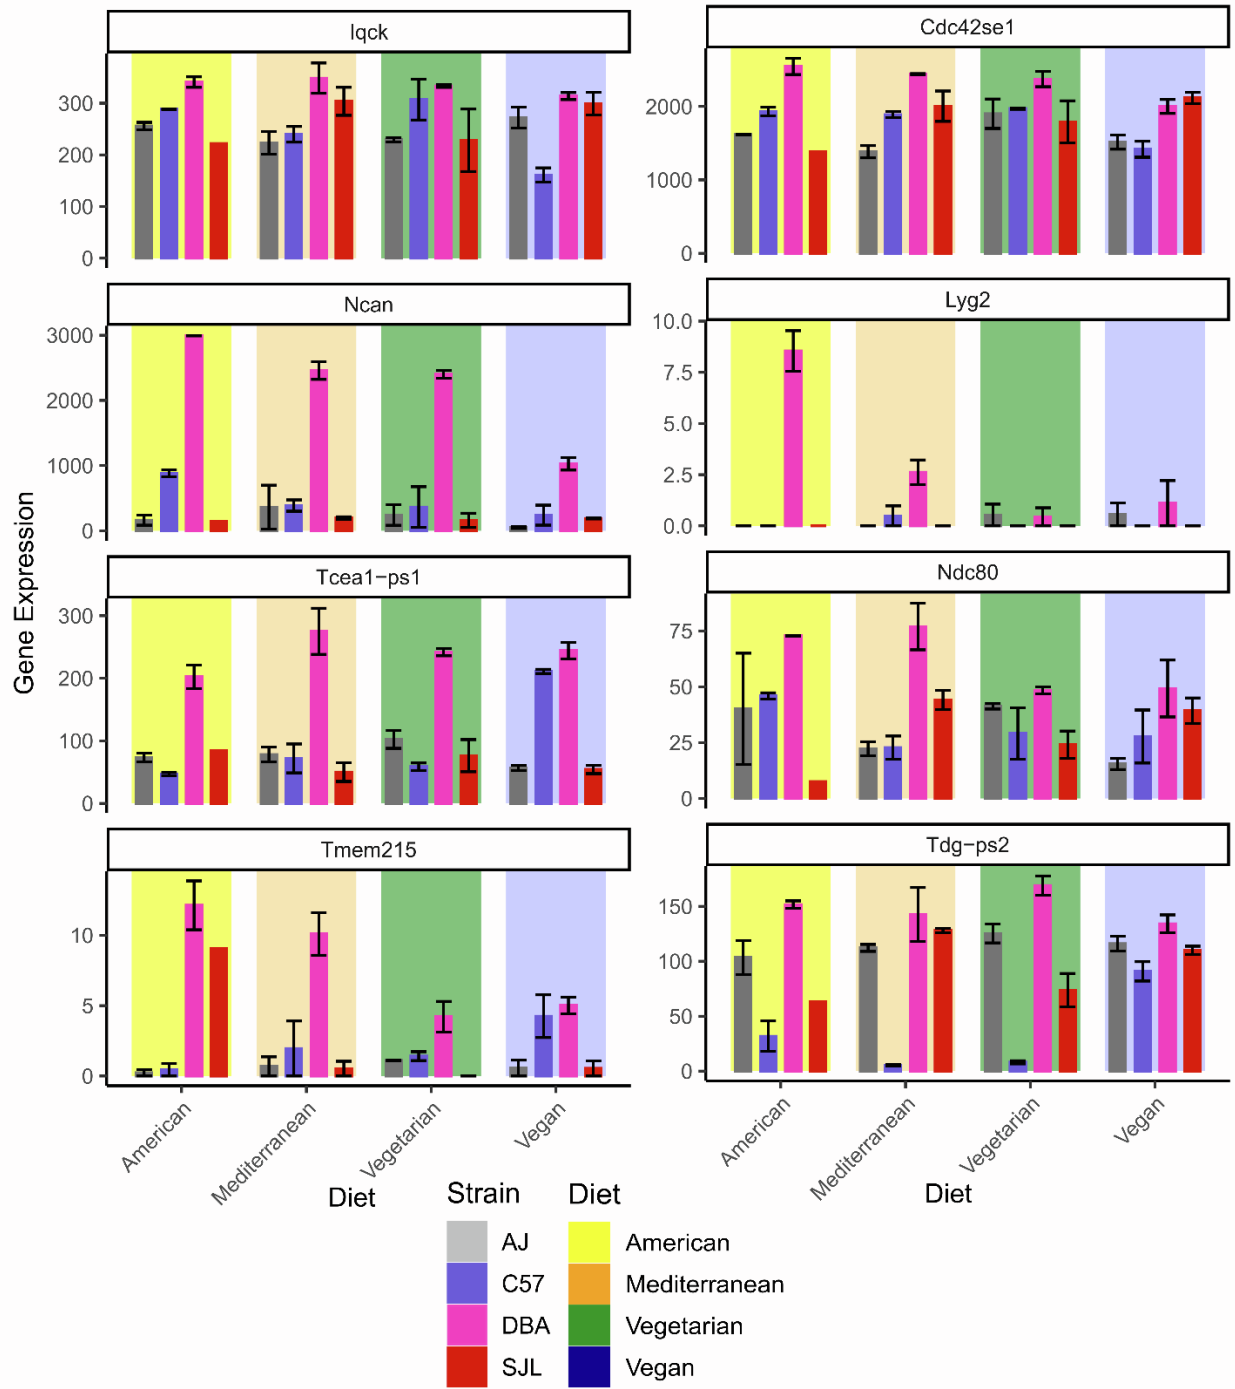 Iqck
Cdc42se1
300
200
100
0
2000
1000
0
Ncan
Lyg2
3000
2000
1000
0
10.0
7.5
5.0
2.5
0.0
Gene Expression
Tcea1−ps1
Ndc80
300
200
100
0
75
50
25
0
Tmem215
Tdg−ps2
10
5
0
150
100
50
0
American
Mediterranean
Vegetarian
Vegan
American
Mediterranean
Vegetarian
Vegan
Diet
Diet
Strain
Diet
AJ
American
C57
Mediterranean
DBA
Vegetarian
SJL
Vegan